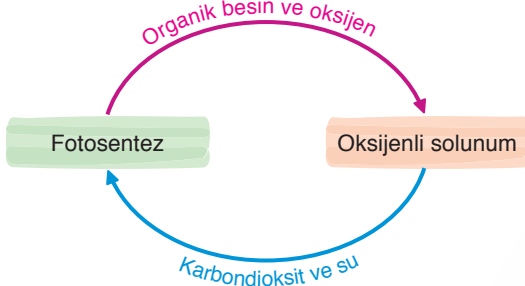 Organik besin ve oksijen
Fotosentez
Oksijenli solunum
Karbondioksit ve su